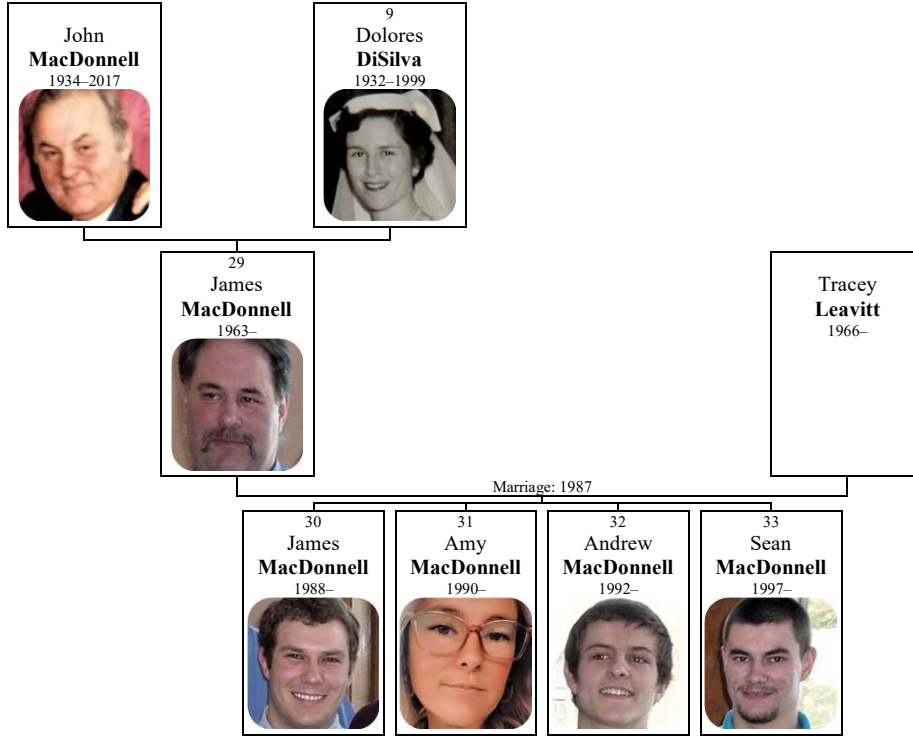 John
MacDonnell
1934–2017
9
Dolores
DiSilva
1932–1999
29
James
MacDonnell
1963–
Tracey
Leavitt
1966–
Marriage: 1987
30
James
MacDonnell
1988–
31
Amy
MacDonnell
1990–
32
Andrew
MacDonnell
1992–
33
Sean
MacDonnell
1997–